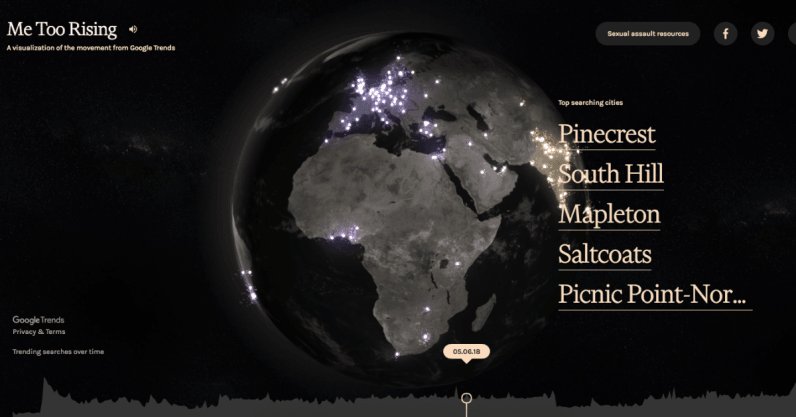 Me Too Rising
A visualization of the movement from Google Trends
Sexual assault resources
Top searching cities
Pinecrest
South Hill
Mapleton
Saltcoats
Picnic Point-Nor...
Google Trends
Privacy & Terms
Trending searches over time
05.06.18